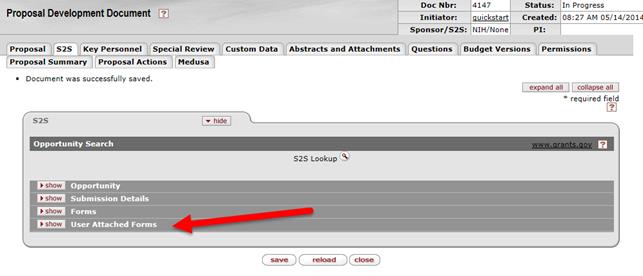 Proposal Development Document ?
Doc Nbr: 4147 Status: In Progress
Initiator: quickstart Created: 08:27 AM 05/14/2014
Sponsor/S2S: NIH/None PI:
Proposal S2S Key Personnel Special Review Custom Data Abstracts and Attachments Questions Budget Versions Permissions
Proposal Summary Proposal Actions Medusa
• Document was successfully saved.
expand all collapse all
* required field
?
S2S hide
Opportunity Search www.grants.gov ?
S2S Lookup
show Opportunity
show Submission Details
show Forms
show User Attached Forms
save reload close